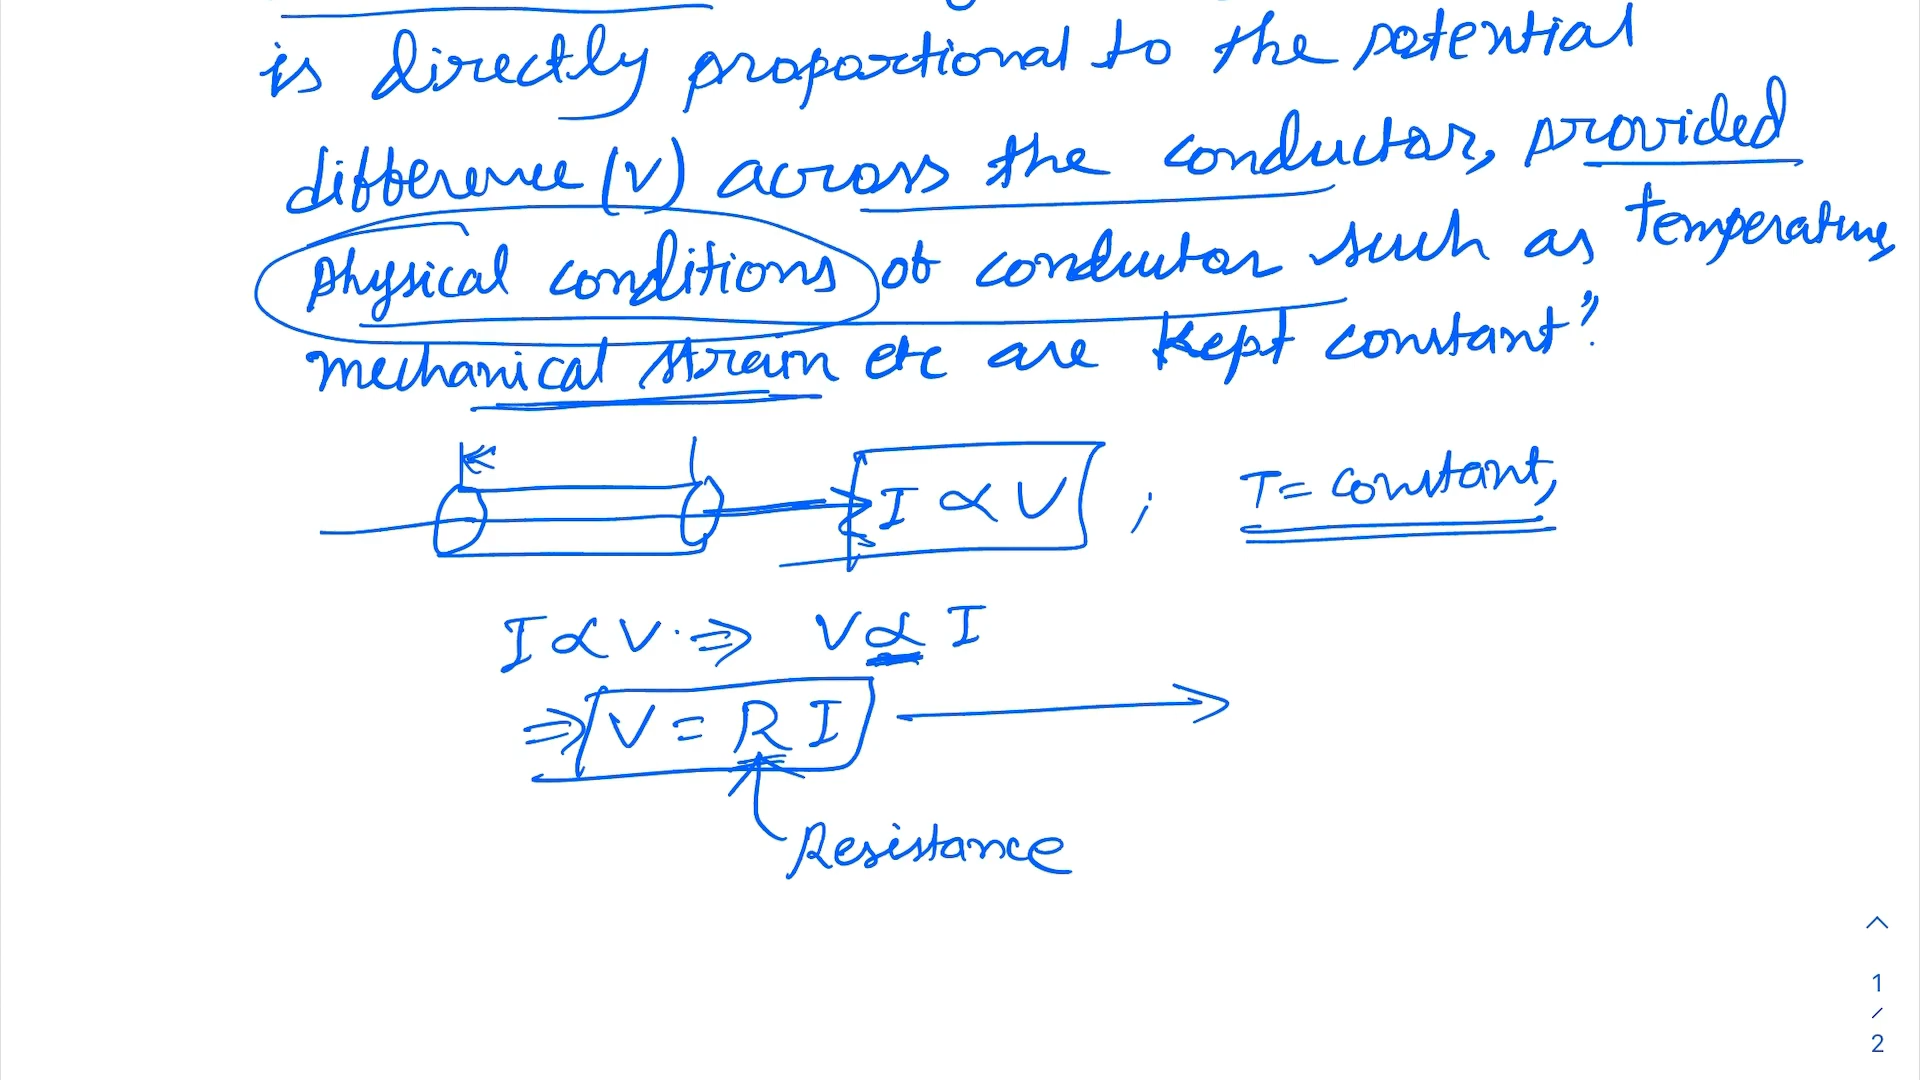 is directly proportional to the potential
difference (V) across the conductor, provided
physical conditions of conductor such as temperature,
mechanical strain etc are kept constant".
I ∝ V ; T = constant,
I ∝ V ⇒ V ∝ I
⇒ V = R I
Resistance
1
/
2